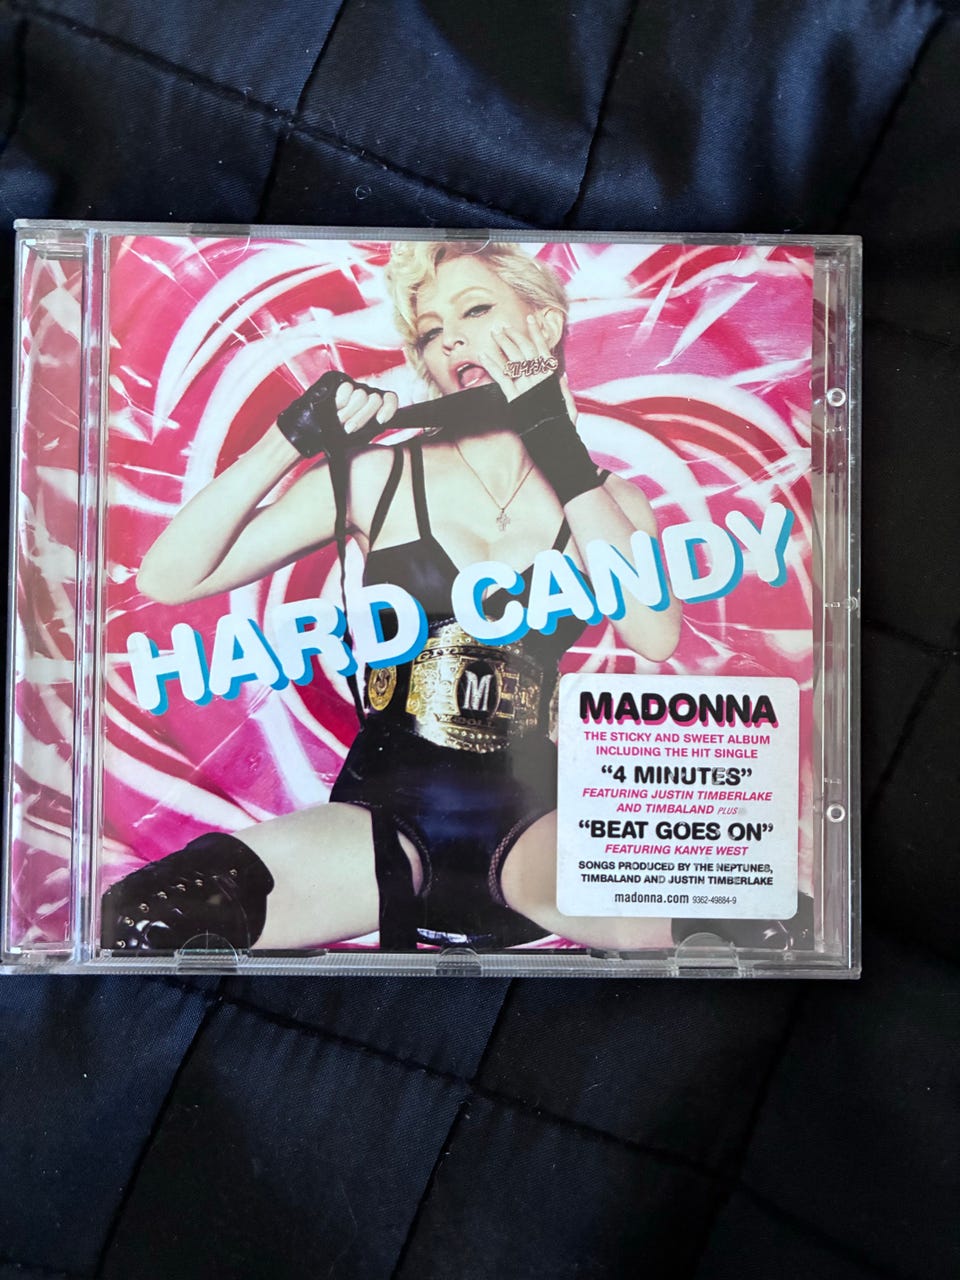 HARD CANDY
M
MADONNA
THE STICKY AND SWEET ALBUM
INCLUDING THE HIT SINGLE
“4 MINUTES”
FEATURING JUSTIN TIMBERLAKE
AND TIMBALAND PLUS
“BEAT GOES ON”
FEATURING KANYE WEST
SONGS PRODUCED BY THE NEPTUNES,
TIMBALAND AND JUSTIN TIMBERLAKE
madonna.com 9362-49884-9